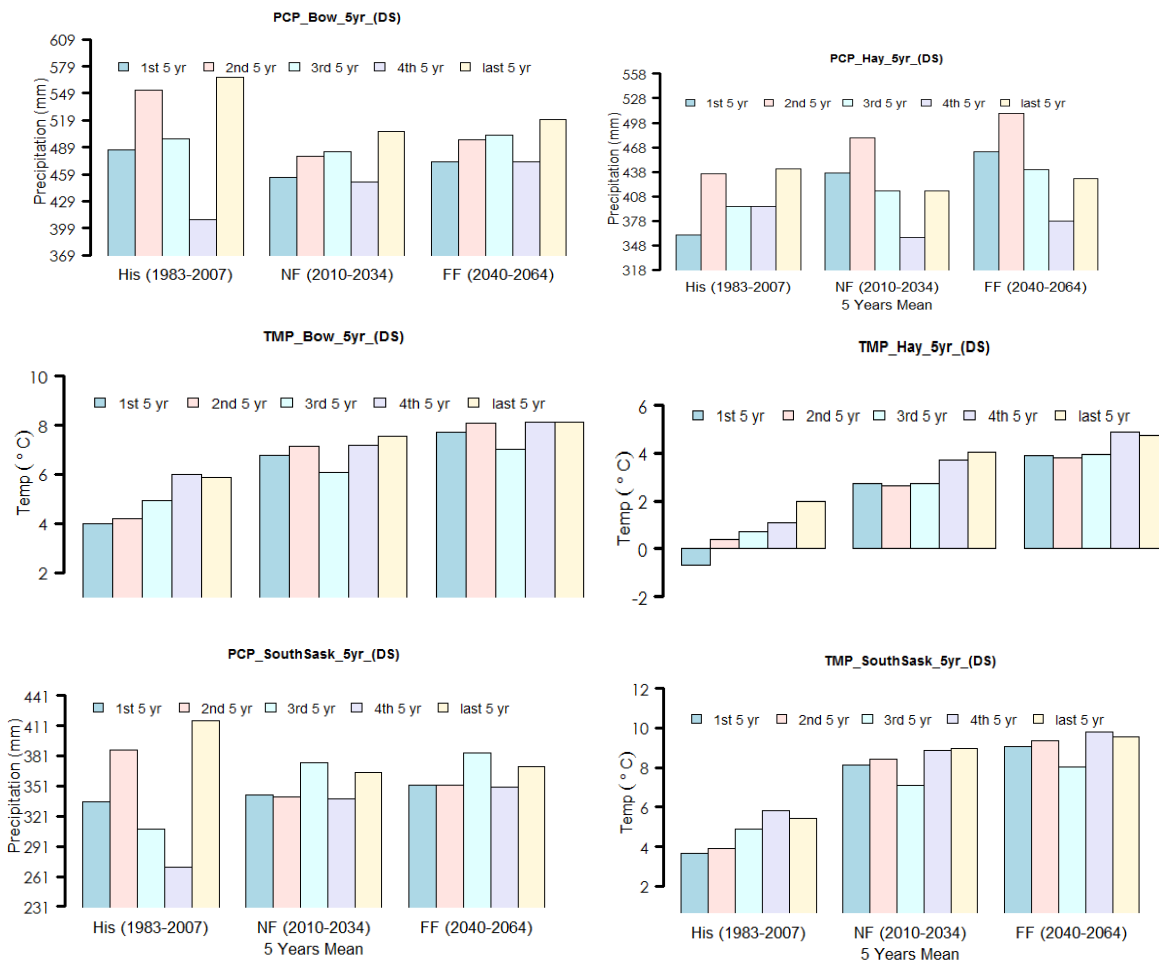 PCP_Bow_5yr_(DS)
609
579
549
519
489
459
429
399
369
Precipitation (mm)
1st 5 yr 2nd 5 yr 3rd 5 yr 4th 5 yr last 5 yr
His (1983-2007) NF (2010-2034) FF (2040-2064)
PCP_Hay_5yr_(DS)
558
528
498
468
438
408
378
348
318
Precipitation (mm)
1st 5 yr 2nd 5 yr 3rd 5 yr 4th 5 yr last 5 yr
His (1983-2007) NF (2010-2034) FF (2040-2064)
5 Years Mean
TMP_Bow_5yr_(DS)
10
8
6
4
2
Temp ( ° C)
1st 5 yr 2nd 5 yr 3rd 5 yr 4th 5 yr last 5 yr
TMP_Hay_5yr_(DS)
6
4
2
0
-2
Temp ( ° C)
1st 5 yr 2nd 5 yr 3rd 5 yr 4th 5 yr last 5 yr
PCP_SouthSask_5yr_(DS)
441
411
381
351
321
291
261
231
Precipitation (mm)
1st 5 yr 2nd 5 yr 3rd 5 yr 4th 5 yr last 5 yr
His (1983-2007) NF (2010-2034) FF (2040-2064)
5 Years Mean
TMP_SouthSask_5yr_(DS)
12
10
8
6
4
2
Temp ( ° C)
1st 5 yr 2nd 5 yr 3rd 5 yr 4th 5 yr last 5 yr
His (1983-2007) NF (2010-2034) FF (2040-2064)
5 Years Mean